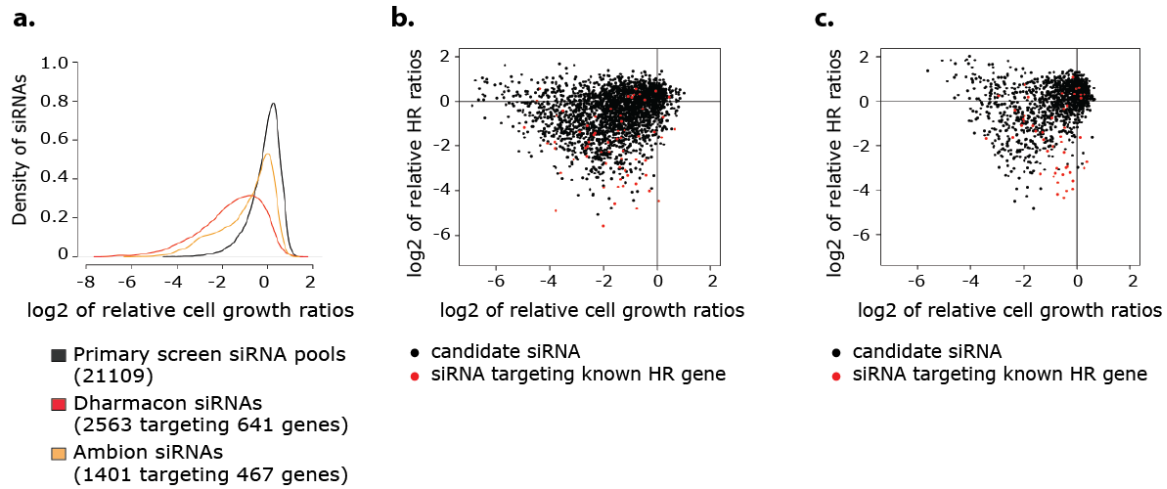 a.
Density of siRNAs
1.0
0.8
0.6
0.4
0.2
0
-8 -6 -4 -2 0 2
log2 of relative cell growth ratios
Primary screen siRNA pools
(21109)
Dharmacon siRNAs
(2563 targeting 641 genes)
Ambion siRNAs
(1401 targeting 467 genes)
b.
log2 of relative HR ratios
2
0
-2
-4
-6
-6 -4 -2 0 2
log2 of relative cell growth ratios
candidate siRNA
siRNA targeting known HR gene
c.
log2 of relative HR ratios
2
0
-2
-4
-6
-6 -4 -2 0 2
log2 of relative cell growth ratios
candidate siRNA
siRNA targeting known HR gene